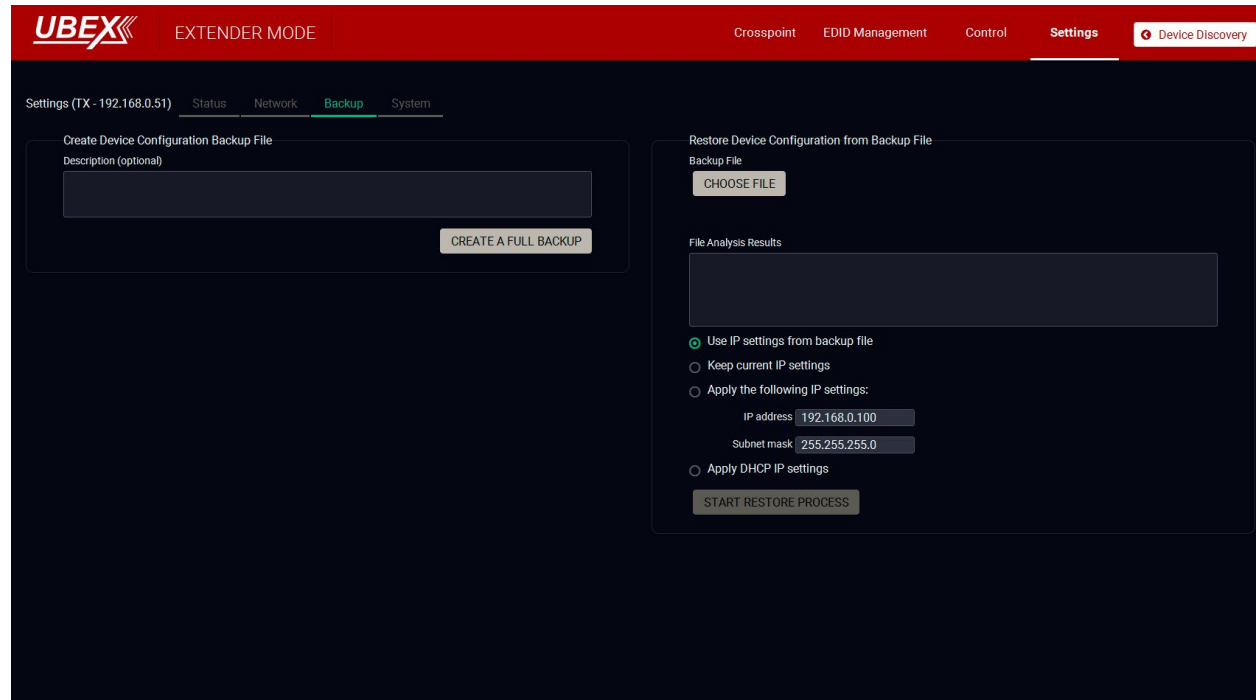 UBEX EXTENDER MODE Crosspoint EDID Management Control Settings Device Discovery
Settings (TX - 192.168.0.51) Status Network Backup System
Create Device Configuration Backup File
Description (optional)
CREATE A FULL BACKUP
Restore Device Configuration from Backup File
Backup File
CHOOSE FILE
File Analysis Results
Use IP settings from backup file
Keep current IP settings
Apply the following IP settings:
IP address 192.168.0.100
Subnet mask 255.255.255.0
Apply DHCP IP settings
START RESTORE PROCESS